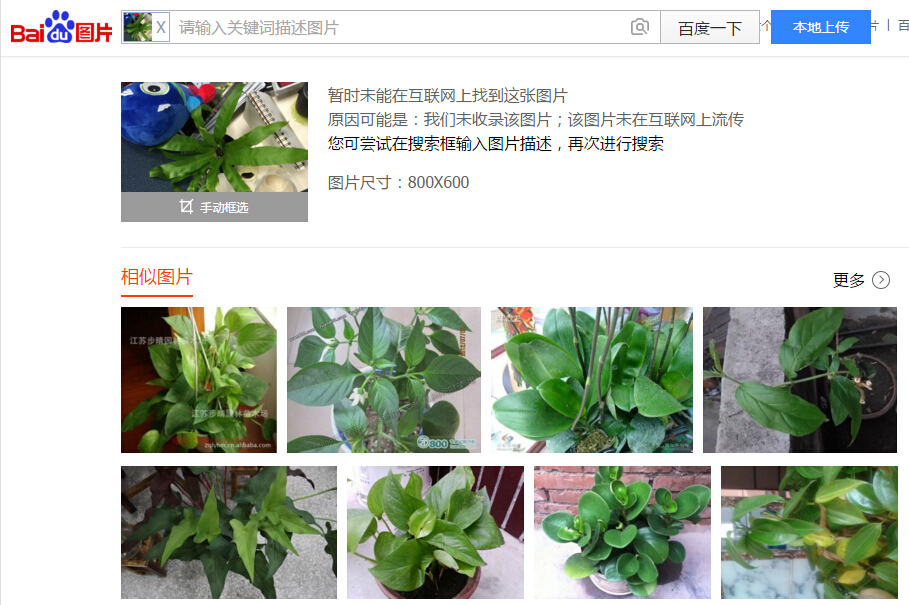 Bai du 图片
X
请输入关键词描述图片
百度一下
个
本地上传
片 | 百
暂时未能在互联网上找到这张图片
原因可能是：我们未收录该图片；该图片未在互联网上流传
您可尝试在搜索框输入图片描述，再次进行搜索
图片尺寸：800X600
手动框选
相似图片
更多
江苏步晴园林苗木场
江苏步晴园林苗木场
800